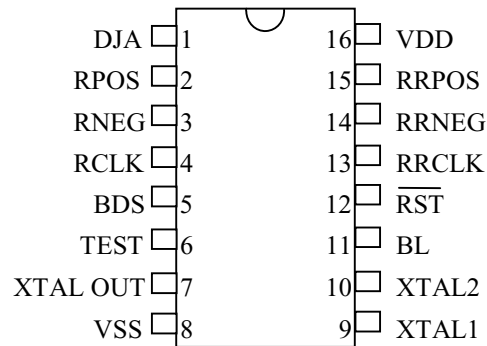 DJA 1 16 VDD
RPOS 2 15 RRPOS
RNEG 3 14 RRNEG
RCLK 4 13 RRCLK
BDS 5 12 RST
TEST 6 11 BL
XTAL OUT 7 10 XTAL2
VSS 8 9 XTAL1